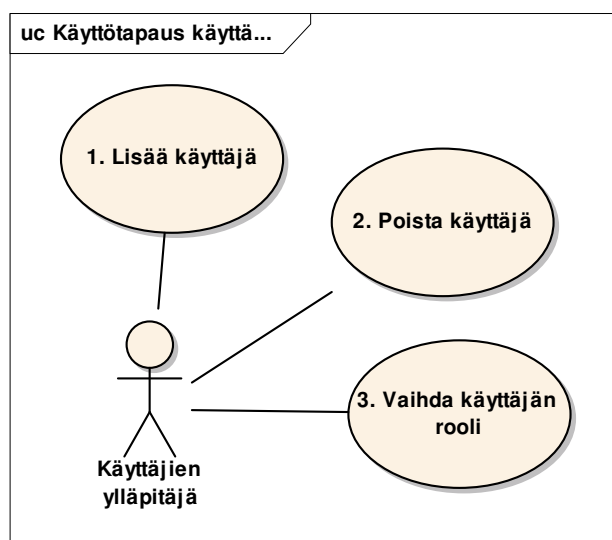 uc Käyttötapaus käyttä...
1. Lisää käyttäjä
2. Poista käyttäjä
3. Vaihda käyttäjän
rooli
Käyttäjien
ylläpitäjä